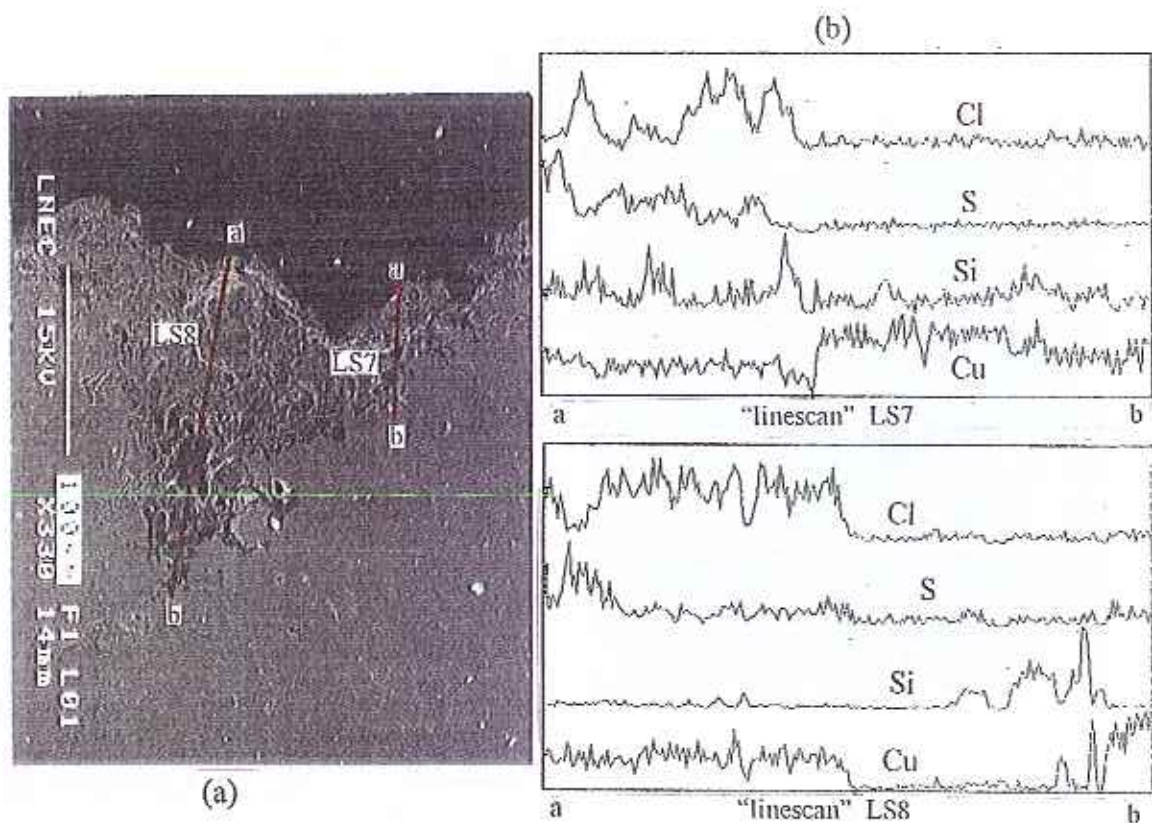 (b)
a
LS8
a
LS7
b
b
LNEC 15KU X330 14mm
F1 L01
(a)
Cl
S
Si
Cu
a "linescan" LS7 b
Cl
S
Si
Cu
a "linescan" LS8 b